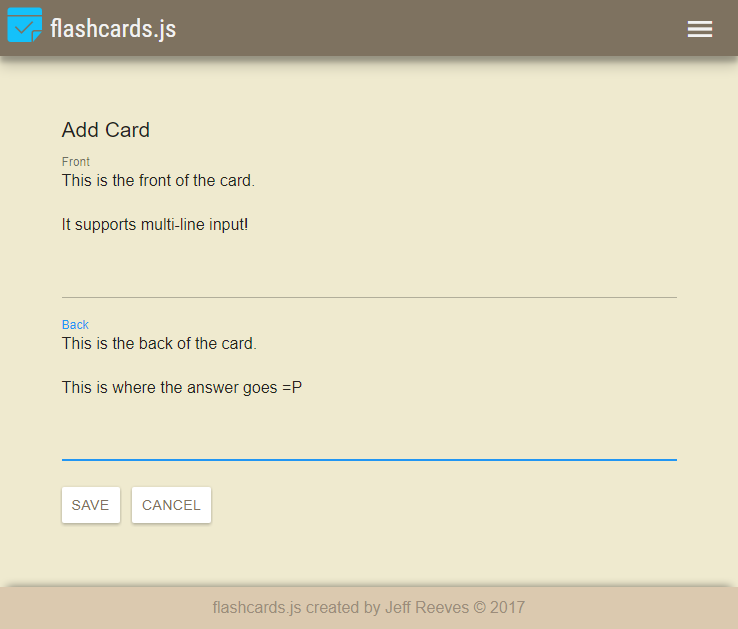 flashcards.js
Add Card
Front
This is the front of the card.
It supports multi-line input!
Back
This is the back of the card.
This is where the answer goes =P
SAVE CANCEL
flashcards.js created by Jeff Reeves © 2017